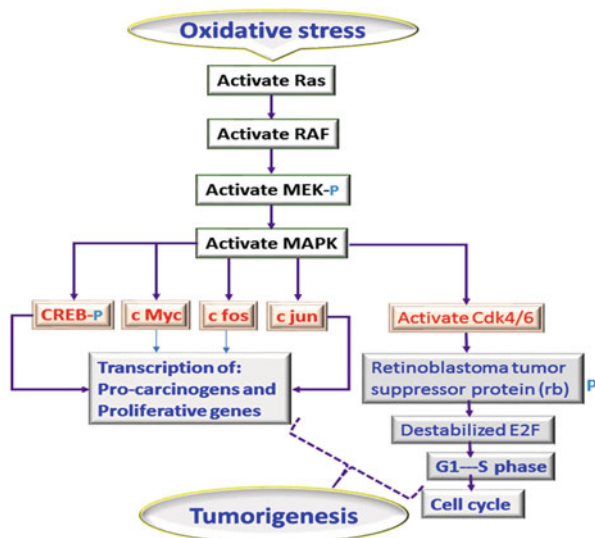 Oxidative stress
Activate Ras
Activate RAF
Activate MEK-P
Activate MAPK
CREB-P
c Myc
c fos
c jun
Activate Cdk4/6
Transcription of:
Pro-carcinogens and
Proliferative genes
Retinoblastoma tumor
suppressor protein (rb)
P
Destabilized E2F
G1---S phase
Cell cycle
Tumorigenesis